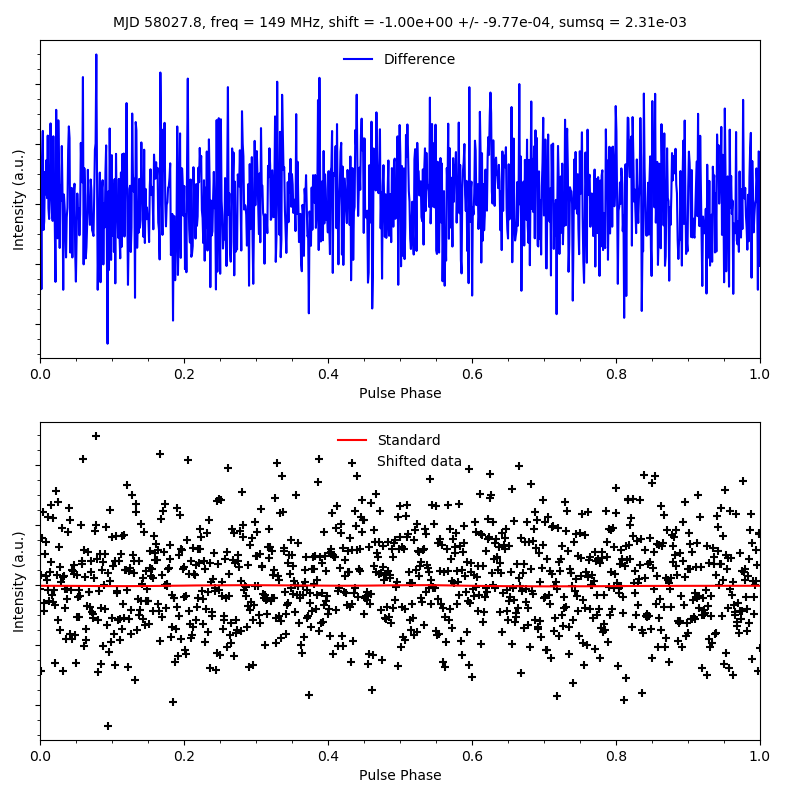 MJD 58027.8, freq = 149 MHz, shift = -1.00e+00 +/- -9.77e-04, sumsq = 2.31e-03
Difference
Intensity (a.u.)
0.0 0.2 0.4 0.6 0.8 1.0
Pulse Phase
Standard
Shifted data
Intensity (a.u.)
0.0 0.2 0.4 0.6 0.8 1.0
Pulse Phase